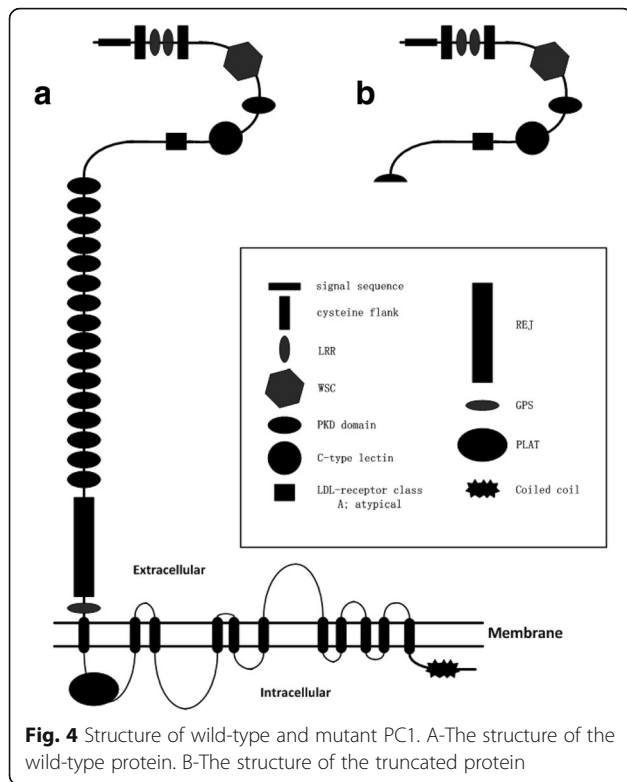 a
b
signal sequence
cysteine flank
LRR
WSC
PKD domain
C-type lectin
LDL-receptor class
A; atypical
REJ
GPS
PLAT
Coiled coil
Extracellular
Membrane
Intracellular
Fig. 4 Structure of wild-type and mutant PC1. A-The structure of the
wild-type protein. B-The structure of the truncated protein